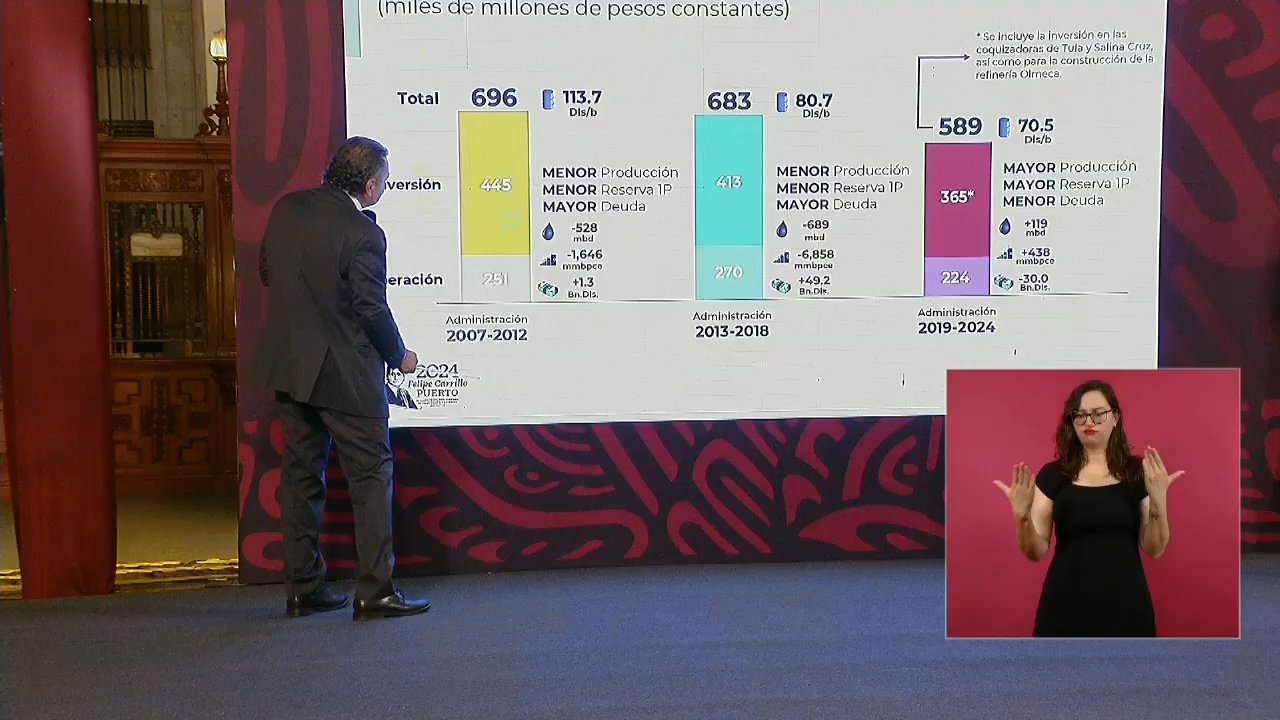 (miles de millones de pesos constantes)
* Se incluye la inversión en las
coquizadoras de Tula y Salina Cruz,
así como para la construcción de la
refinería Olmeca.
Total
696
113.7
Dls/b
683
80.7
Dls/b
589
70.5
Dls/b
versión
445
MENOR Producción
MENOR Reserva 1P
MAYOR Deuda
-528
mbd
-1,646
mmbpce
+1.3
Bn.Dls.
413
MENOR Producción
MENOR Reserva 1P
MAYOR Deuda
-689
mbd
-6,858
mmbpce
+49.2
Bn.Dls.
365*
MAYOR Producción
MAYOR Reserva 1P
MENOR Deuda
+119
mbd
+438
mmbpce
-30.0
Bn.Dls.
eración
251
270
224
Administración
2007-2012
Administración
2013-2018
Administración
2019-2024
2024
Felipe Carrillo
PUERTO